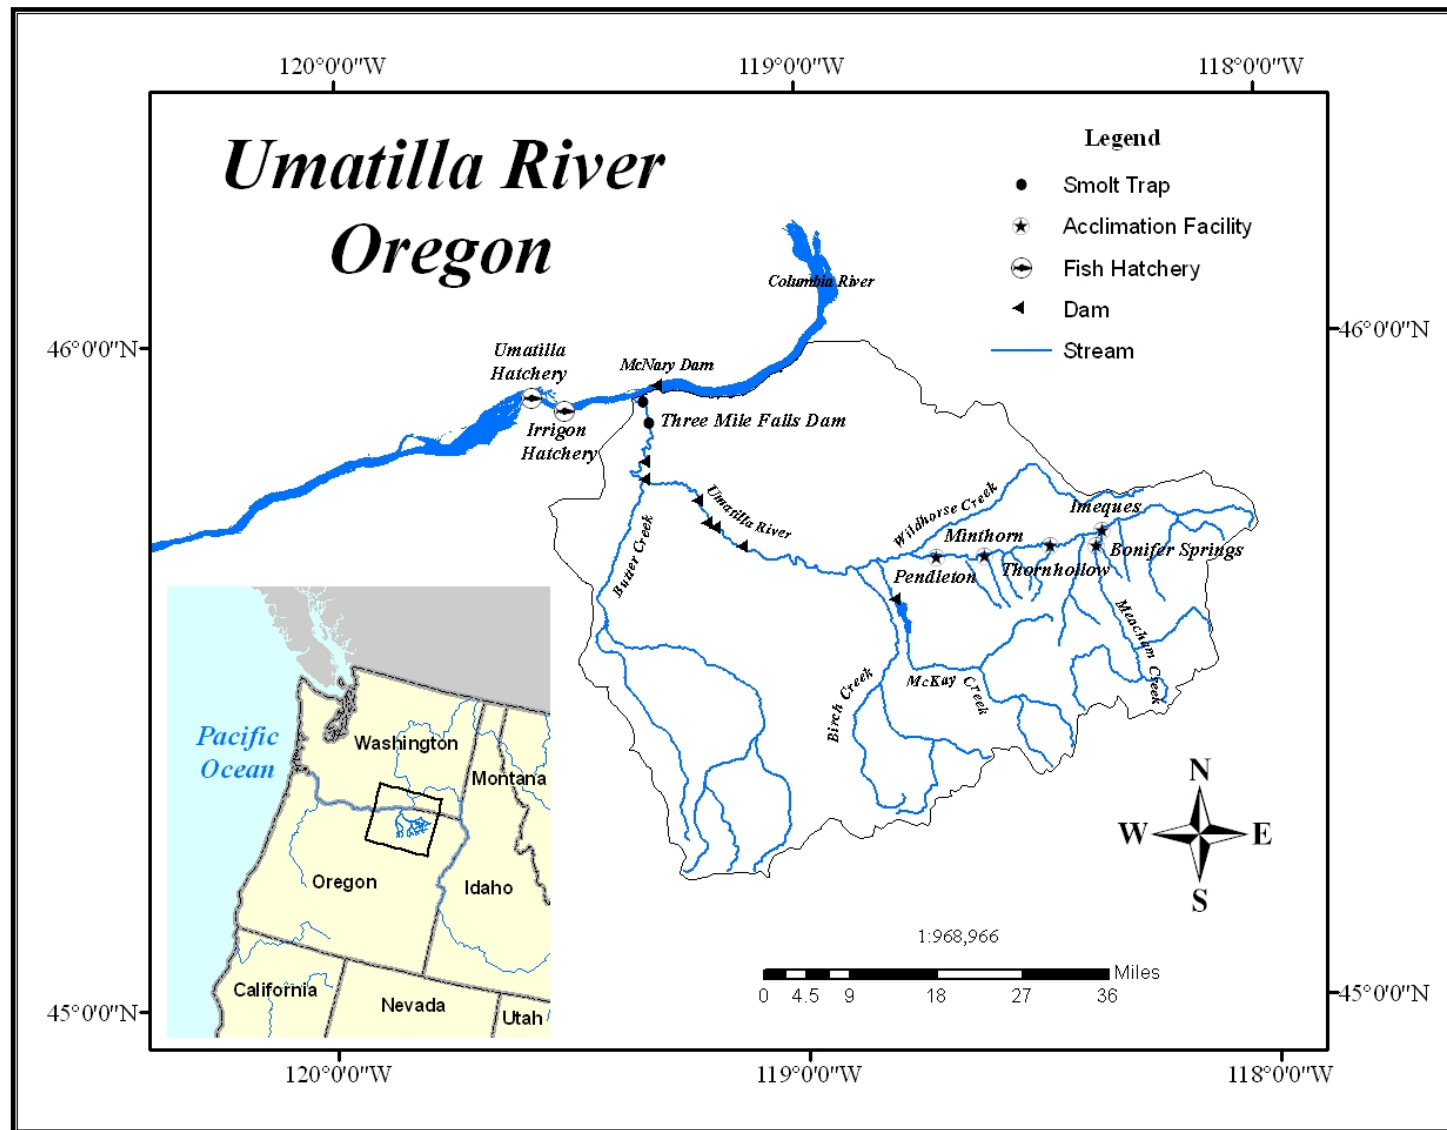 120°0'0"W
119°0'0"W
118°0'0"W
Umatilla River
Oregon
Legend
Smolt Trap
Acclimation Facility
Fish Hatchery
Dam
Stream
Columbia River
46°0'0"N
46°0'0"N
Umatilla
Hatchery
McNary Dam
Irrigon
Hatchery
Three Mile Falls Dam
Umatilla River
Wildhorse Creek
Imeques
Minthorn
Bonifer Springs
Thornhollow
Pendleton
Butter Creek
Meacham Creek
Birch Creek
McKay Creek
Pacific
Ocean
Washington
Montana
Oregon
Idaho
California
Nevada
Utah
N
W
E
S
1:968,966
Miles
0 4.5 9 18 27 36
45°0'0"N
45°0'0"N
120°0'0"W
119°0'0"W
118°0'0"W